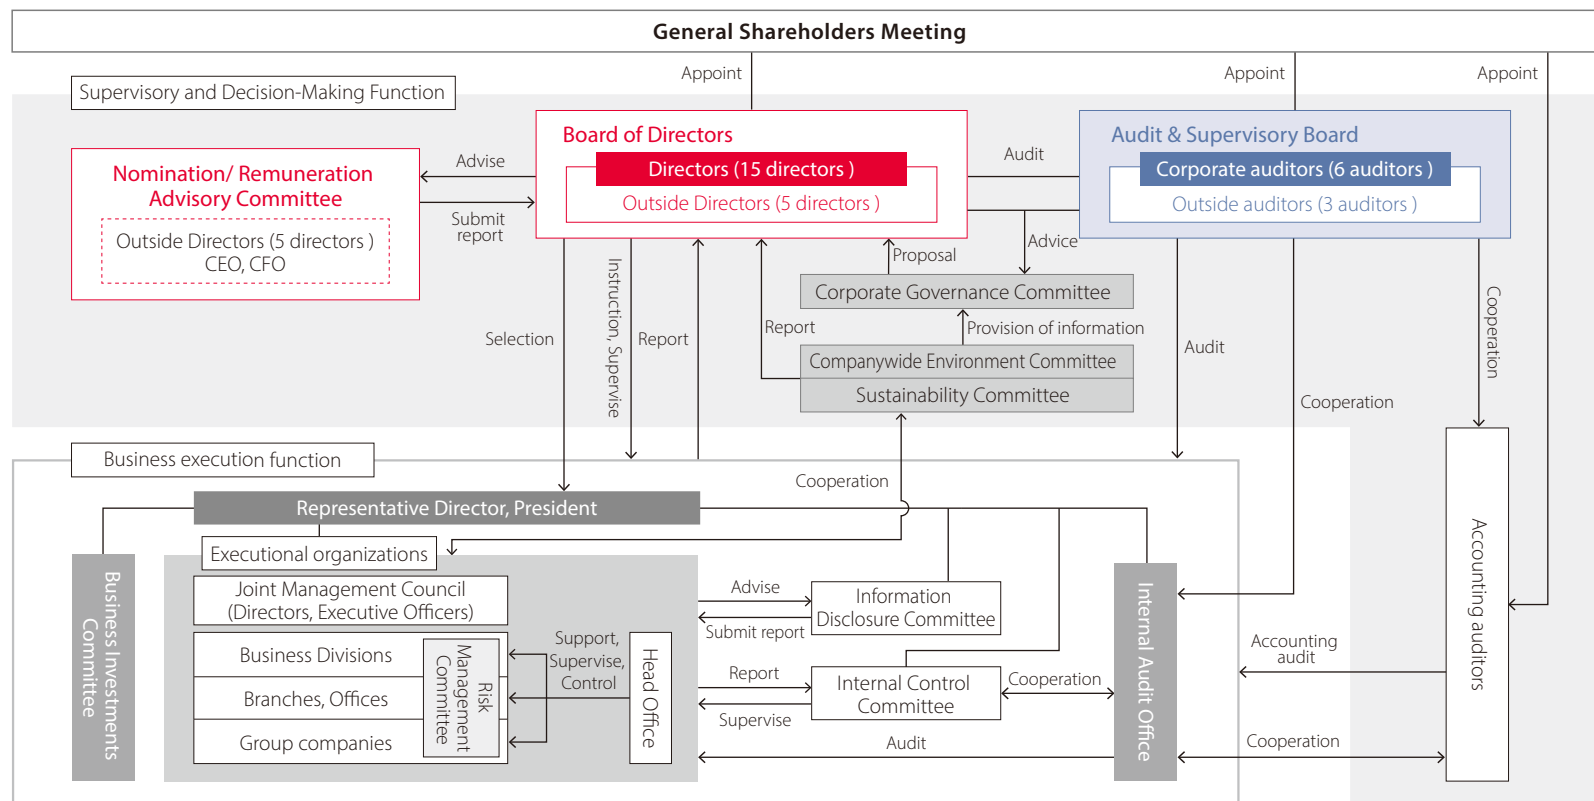 General Shareholders Meeting
Appoint
Appoint
Appoint
Supervisory and Decision-Making Function
Board of Directors
Directors (15 directors )
Outside Directors (5 directors )
Audit & Supervisory Board
Corporate auditors (6 auditors )
Outside auditors (3 auditors )
Nomination/ Remuneration
Advisory Committee
Outside Directors (5 directors )
CEO, CFO
Advise
Submit
report
Audit
Advice
Proposal
Corporate Governance Committee
Provision of information
Companywide Environment Committee
Sustainability Committee
Selection
Instruction, Supervise
Report
Report
Audit
Cooperation
Cooperation
Business execution function
Cooperation
Representative Director, President
Executional organizations
Business Investments
Committee
Joint Management Council
(Directors, Executive Officers)
Business Divisions
Branches, Offices
Group companies
Risk
Management
Committee
Support,
Supervise,
Control
Head Office
Advise
Submit report
Information
Disclosure Committee
Report
Supervise
Internal Control
Committee
Cooperation
Audit
Internal Audit Office
Accounting
audit
Cooperation
Accounting auditors